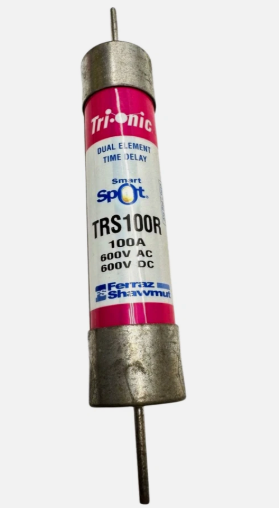 Tri-onic
DUAL ELEMENT
TIME DELAY
Smart
Spot
TRS100R
100A
600V AC
600V DC
Ferraz
Shawmut